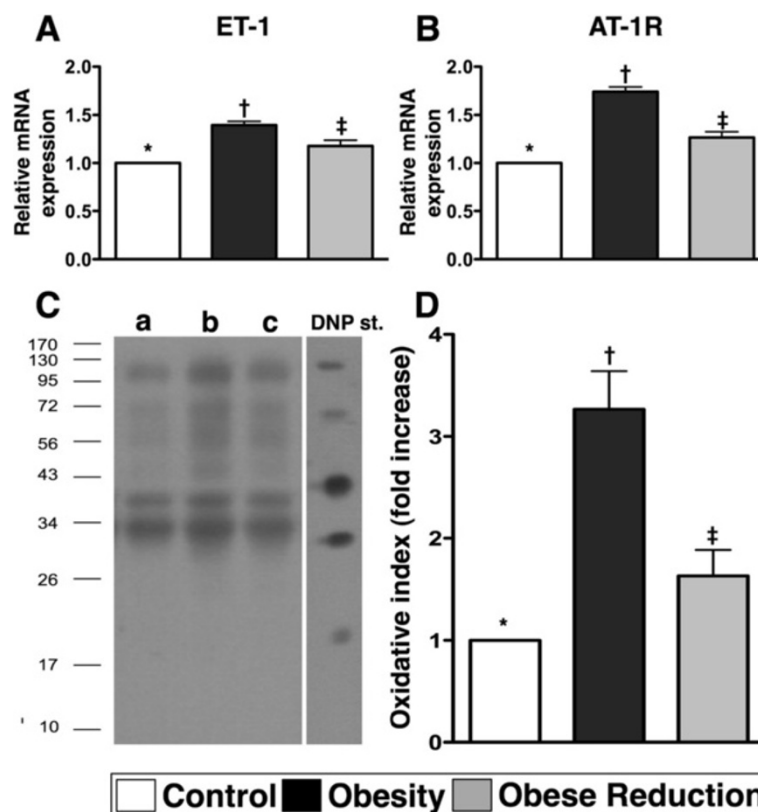 A
ET-1
Relative mRNA
expression
2.0
1.5
1.0
0.5
0.0
*
†
‡
B
AT-1R
Relative mRNA
expression
2.0
1.5
1.0
0.5
0.0
*
†
‡
C
a b c DNP st.
170
130
95
72
56
43
34
26
17
10
D
Oxidative index (fold increase)
4
3
2
1
0
*
†
‡
Control Obesity Obese Reduction